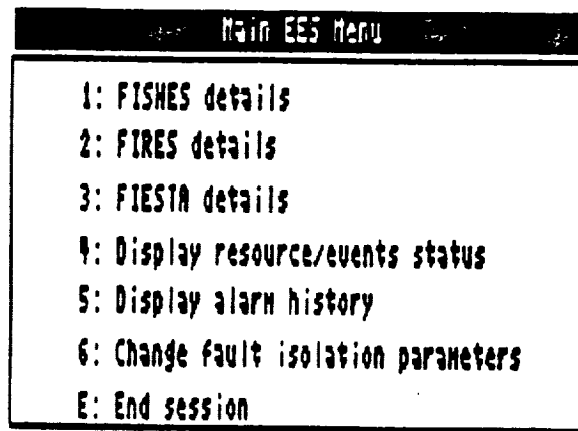 Main EES Menu
1: FISHES details
2: FIRES details
3: FIESTA details
4: Display resource/events status
5: Display alarm history
6: Change fault isolation parameters
E: End session